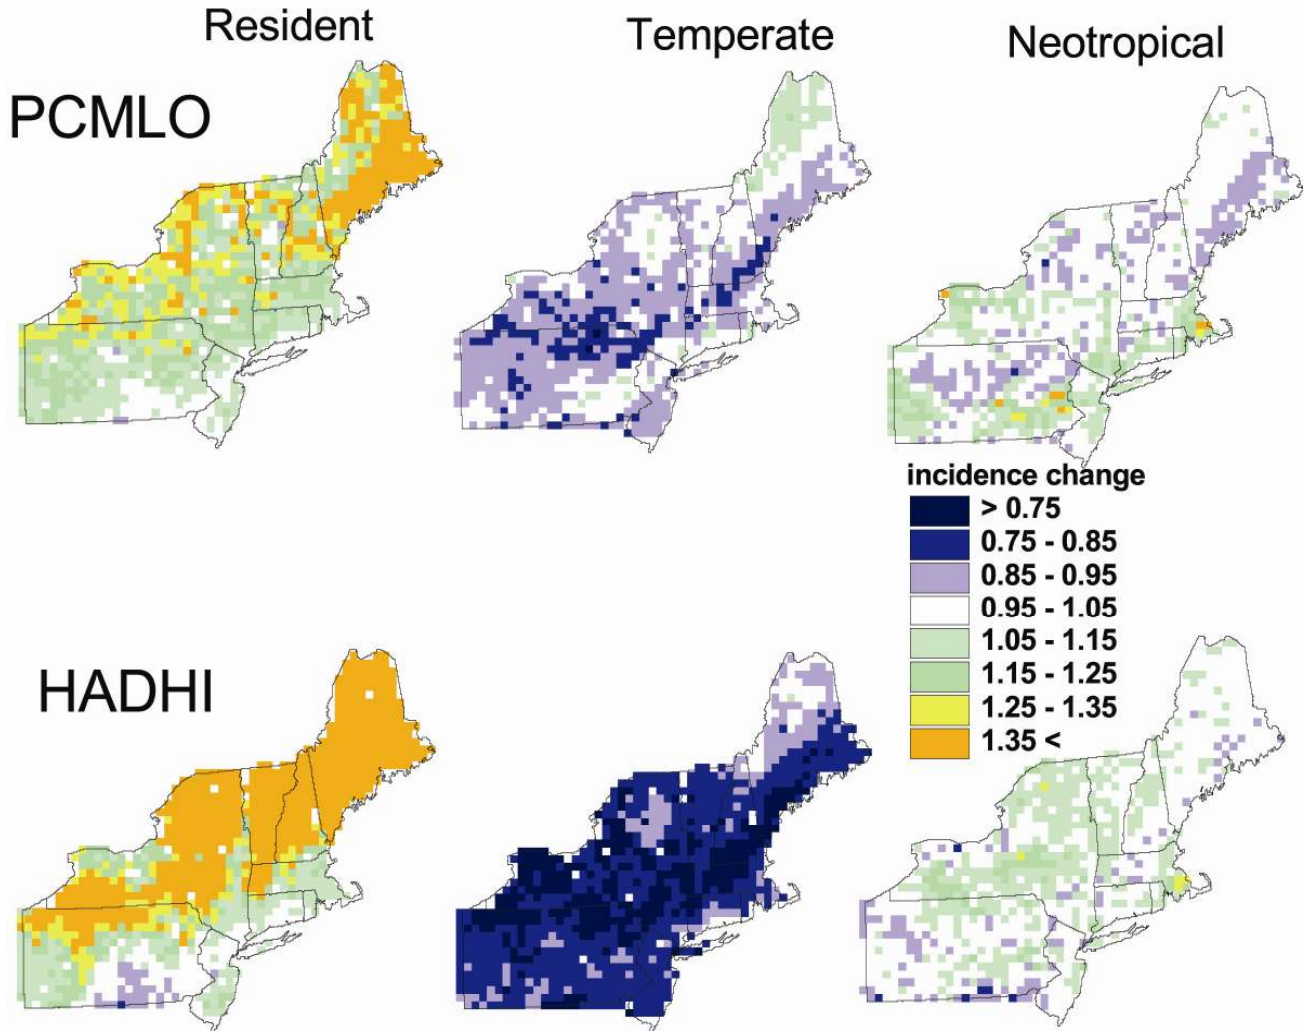 Resident
Temperate
Neotropical
PCMLO
incidence change
> 0.75
0.75 - 0.85
0.85 - 0.95
0.95 - 1.05
1.05 - 1.15
1.15 - 1.25
1.25 - 1.35
1.35 <
HADHI